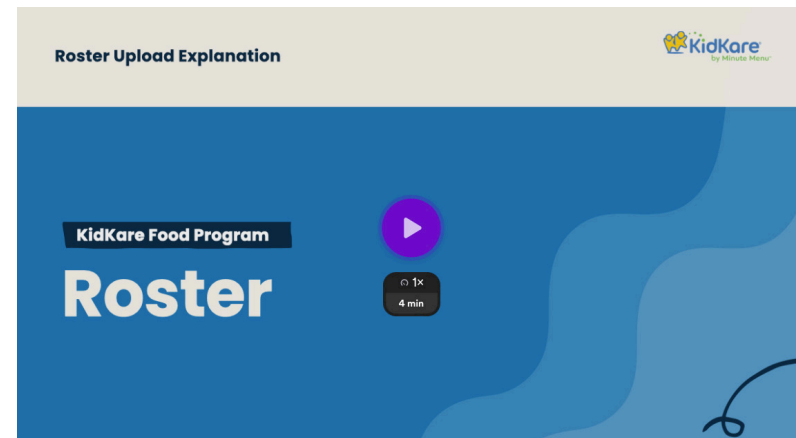 Roster Upload Explanation
KidKare
by Minute Menu
KidKare Food Program
Roster
1×
4 min